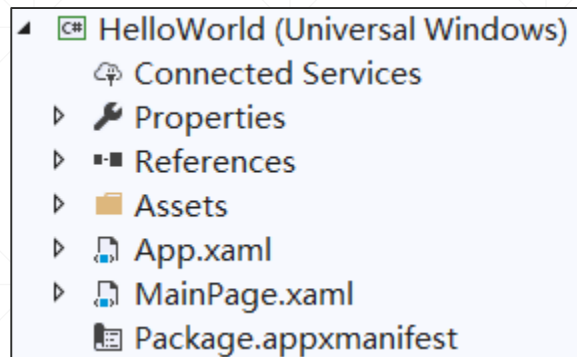 C# HelloWorld (Universal Windows)
Connected Services
Properties
References
Assets
App.xaml
MainPage.xaml
Package.appxmanifest